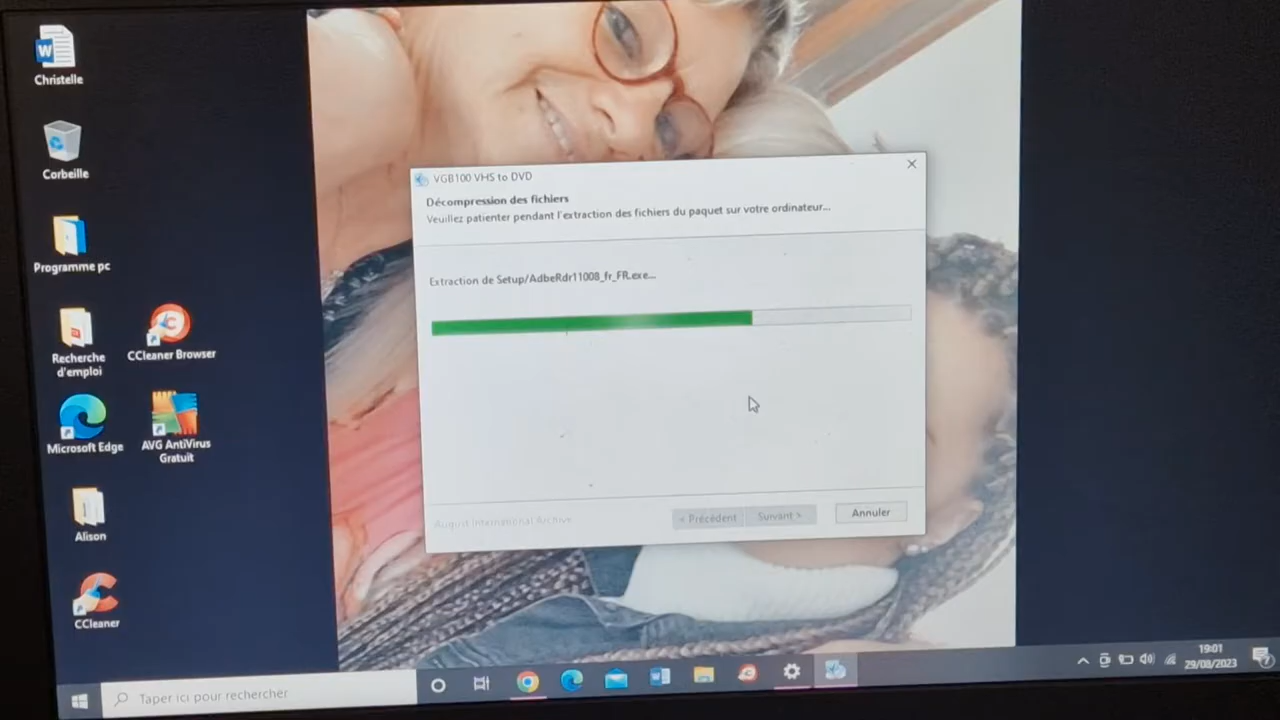 Christelle
Corbeille
Programme pc
Recherche
d'emploi
CCleaner Browser
Microsoft Edge
AVG AntiVirus
Gratuit
Alison
CCleaner
VGB100 VHS to DVD
Décompression des fichiers
Veuillez patienter pendant l'extraction des fichiers du paquet sur votre ordinateur...
Extraction de Setup/AdbeRdr11008_fr_FR.exe...
August International Archive
< Précédent
Suivant >
Annuler
Taper ici pour rechercher
19:01
29/08/2023